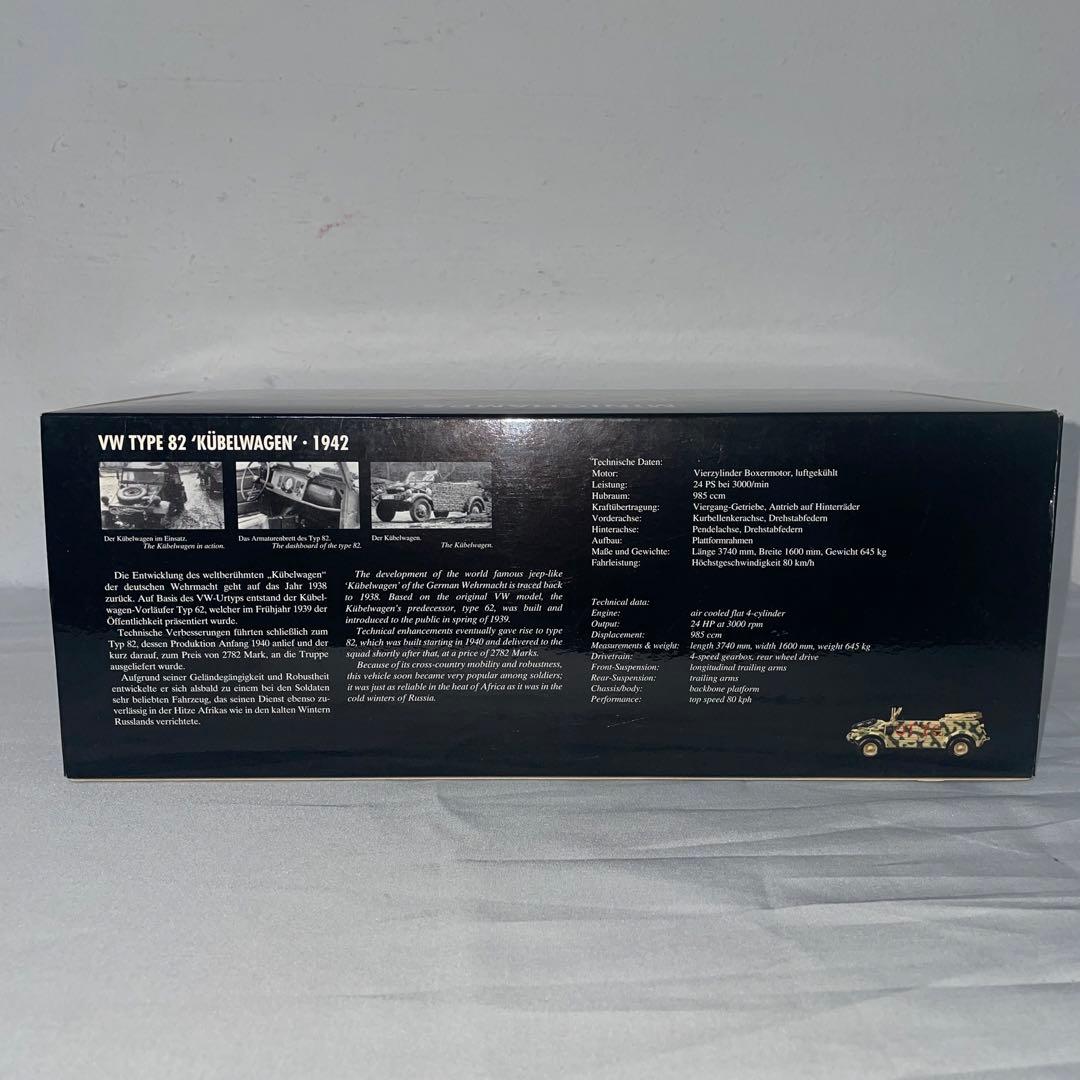 MINICHAMPS
VW TYPE 82 'KÜBELWAGEN' · 1942
Der Kübelwagen im Einsatz.
The Kübelwagen in action.
Das Armaturenbrett des Typ 82.
The dashboard of the type 82.
Der Kübelwagen.
The Kübelwagen.
Die Entwicklung des weltberühmten „Kübelwagen"
der deutschen Wehrmacht geht auf das Jahr 1938
zurück. Auf Basis des VW-Urtyps entstand der Kübel-
wagen-Vorläufer Typ 62, welcher im Frühjahr 1939 der
Öffentlichkeit präsentiert wurde.
Technische Verbesserungen führten schließlich zum
Typ 82, dessen Produktion Anfang 1940 anlief und der
kurz darauf, zum Preis von 2782 Mark, an die Truppe
ausgeliefert wurde.
Aufgrund seiner Geländegängigkeit und Robustheit
entwickelte er sich alsbald zu einem bei den Soldaten
sehr beliebten Fahrzeug, das seinen Dienst ebenso zu-
verlässig in der Hitze Afrikas wie in den kalten Wintern
Russlands verrichtete.
The development of the world famous jeep-like
'Kübelwagen' of the German Wehrmacht is traced back
to 1938. Based on the original VW model, the
Kübelwagen's predecessor, type 62, was built and
introduced to the public in spring of 1939.
Technical enhancements eventually gave rise to type
82, which was built starting in 1940 and delivered to the
squad shortly after that, at a price of 2782 Marks.
Because of its cross-country mobility and robustness,
this vehicle soon became very popular among soldiers;
it was just as reliable in the heat of Africa as it was in the
cold winters of Russia.
Technische Daten:
Motor: Vierzylinder Boxermotor, luftgekühlt
Leistung: 24 PS bei 3000/min
Hubraum: 985 ccm
Kraftübertragung: Viergang-Getriebe, Antrieb auf Hinterräder
Vorderachse: Kurbellenkerachse, Drehstabfedern
Hinterachse: Pendelachse, Drehstabfedern
Aufbau: Plattformrahmen
Maße und Gewichte: Länge 3740 mm, Breite 1600 mm, Gewicht 645 kg
Fahrleistung: Höchstgeschwindigkeit 80 km/h
Technical data:
Engine: air cooled flat 4-cylinder
Output: 24 HP at 3000 rpm
Displacement: 985 ccm
Measurements & weight: length 3740 mm, width 1600 mm, weight 645 kg
Drivetrain: 4-speed gearbox, rear wheel drive
Front-Suspension: longitudinal trailing arms
Rear-Suspension: trailing arms
Chassis/body: backbone platform
Performance: top speed 80 kph